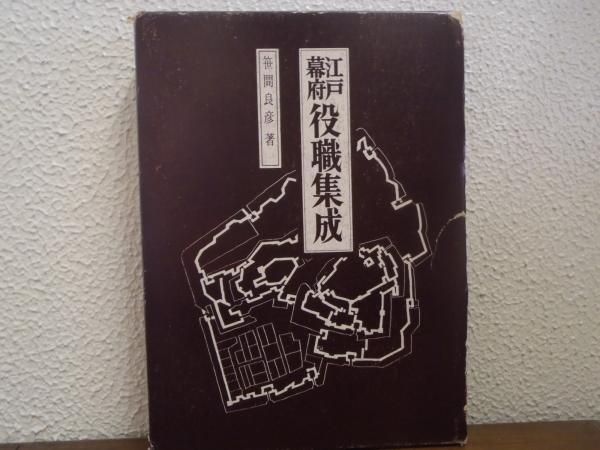 江戸
幕府
役職集成
笹間良彦 著